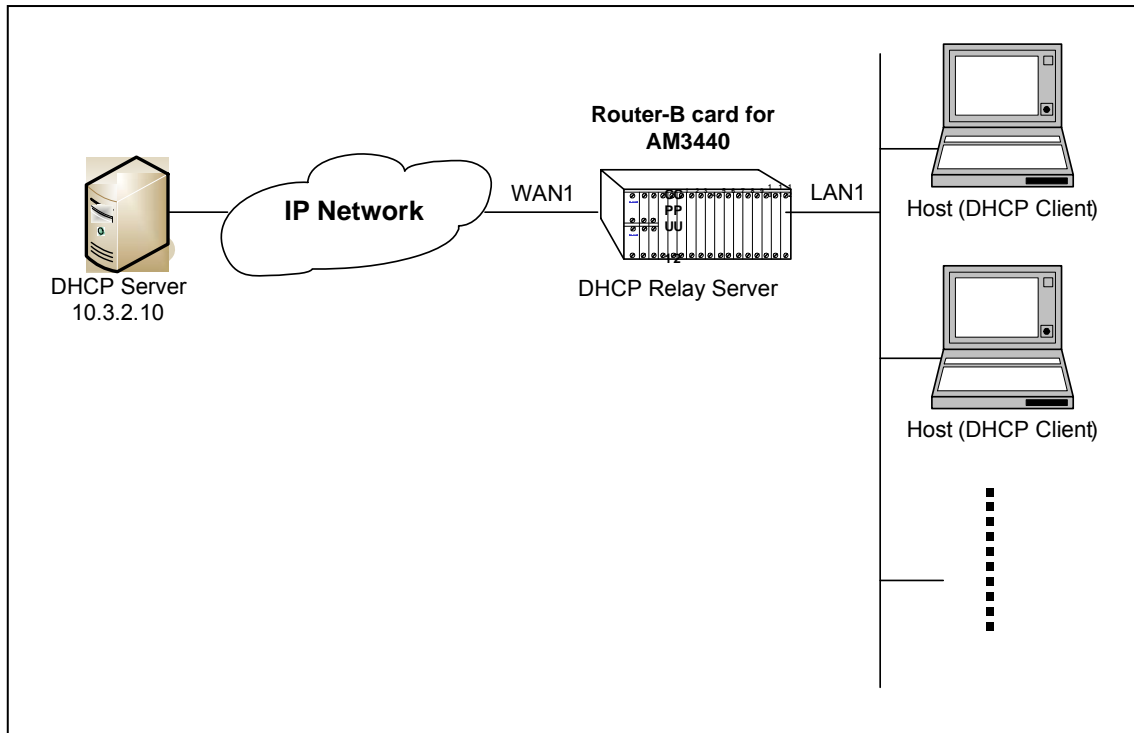 Router-B card for
AM3440
IP Network
WAN1
LAN1
DHCP Server
10.3.2.10
DHCP Relay Server
Host (DHCP Client)
Host (DHCP Client)